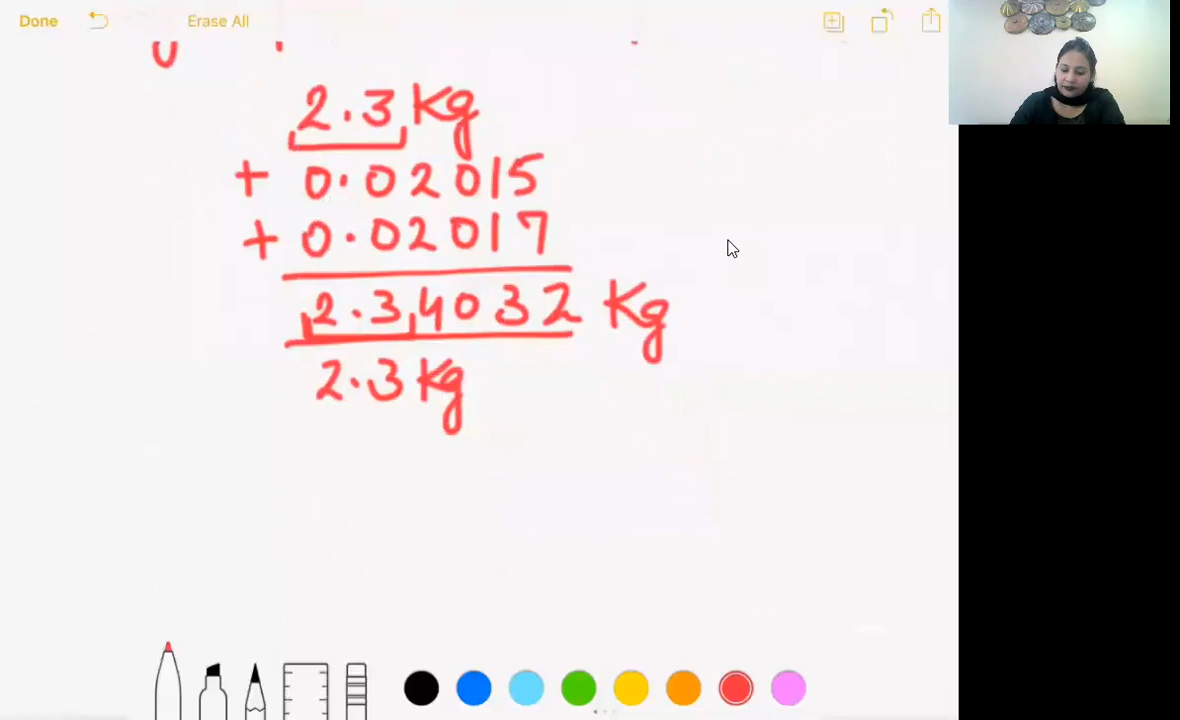 Done
Erase All
2.3 Kg
+ 0.02015
+ 0.02017
2.34032 Kg
2.3 Kg